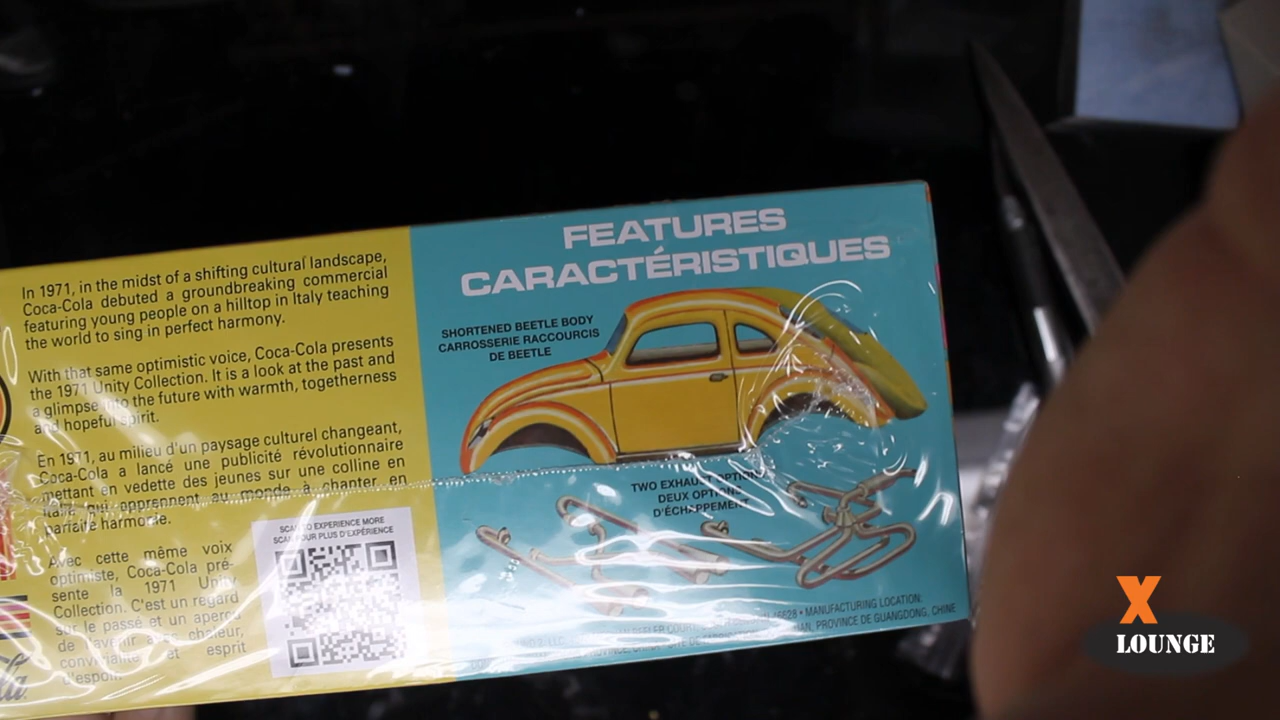 In 1971, in the midst of a shifting cultural landscape,
Coca-Cola debuted a groundbreaking commercial
featuring young people on a hilltop in Italy teaching
the world to sing in perfect harmony.
With that same optimistic voice, Coca-Cola presents
the 1971 Unity Collection. It is a look at the past and
a glimpse into the future with warmth, togetherness
and hopeful spirit.
En 1971, au milieu d'un paysage culturel changeant,
Coca-Cola a lancé une publicité révolutionnaire
mettant en vedette des jeunes sur une colline en
Italie qui apprennent au monde à chanter en
parfaite harmonie.
Avec cette même voix
optimiste, Coca-Cola pré-
sente la 1971 Unity
Collection. C'est un regard
sur le passé et un aperçu
de l'avenir avec chaleur,
convivialité et esprit
d'espoir.
SCAN TO EXPERIENCE MORE
SCAN POUR PLUS D'EXPÉRIENCE
FEATURES
CARACTÉRISTIQUES
SHORTENED BEETLE BODY
CARROSSERIE RACCOURCIS
DE BEETLE
TWO EXHAUST OPTIONS
DEUX OPTIONS
D'ÉCHAPPEMENT
46628 • MANUFACTURING LOCATION:
PROVINCE DE GUANGDONG, CHINE
X
LOUNGE